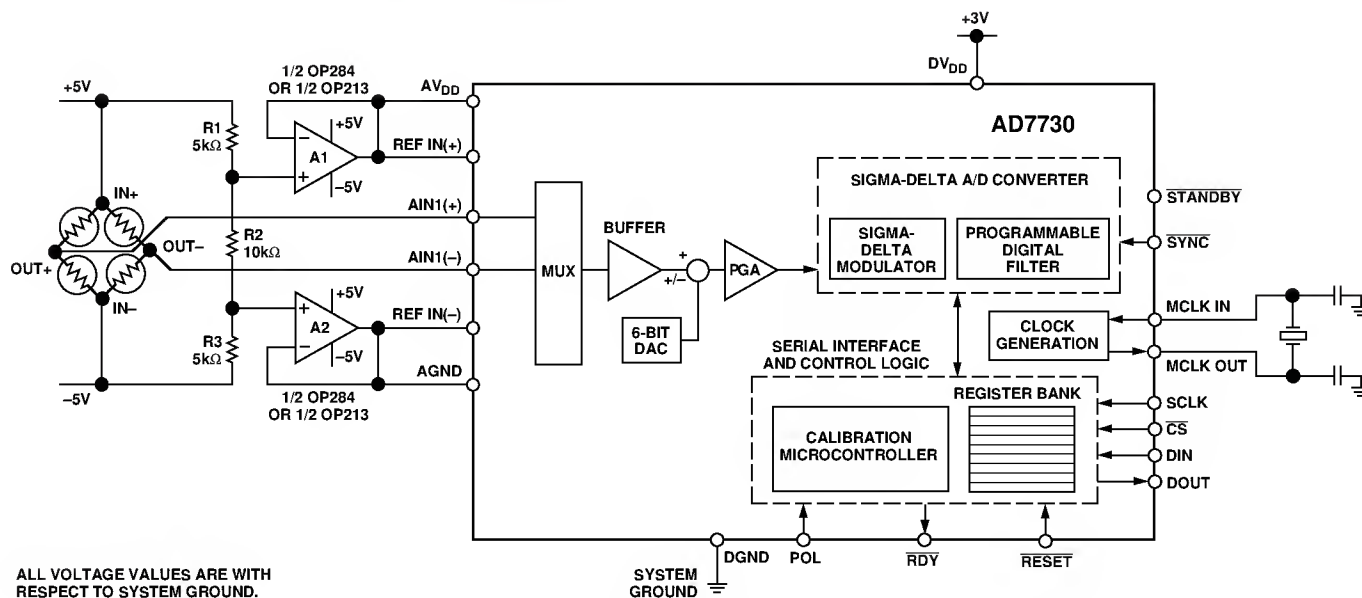 +3V
DVDD
1/2 OP284
OR 1/2 OP213
AVDD
+5V
AD7730
R1
5kΩ
+5V
REF IN(+)
−
A1
+
−5V
SIGMA-DELTA A/D CONVERTER
STANDBY
IN+
AIN1(+)
SIGMA-
DELTA
MODULATOR
PROGRAMMABLE
DIGITAL
FILTER
R2
10kΩ
BUFFER
SYNC
OUT–
OUT+
AIN1(–)
MUX
+
+/–
PGA
IN–
+5V
MCLK IN
REF IN(–)
+
A2
−
−5V
6-BIT
DAC
CLOCK
GENERATION
R3
5kΩ
SERIAL INTERFACE
AND CONTROL LOGIC
MCLK OUT
AGND
–5V
1/2 OP284
OR 1/2 OP213
REGISTER BANK
SCLK
CS
CALIBRATION
MICROCONTROLLER
DIN
DOUT
DGND
POL
RDY
RESET
SYSTEM
GROUND
ALL VOLTAGE VALUES ARE WITH
RESPECT TO SYSTEM GROUND.